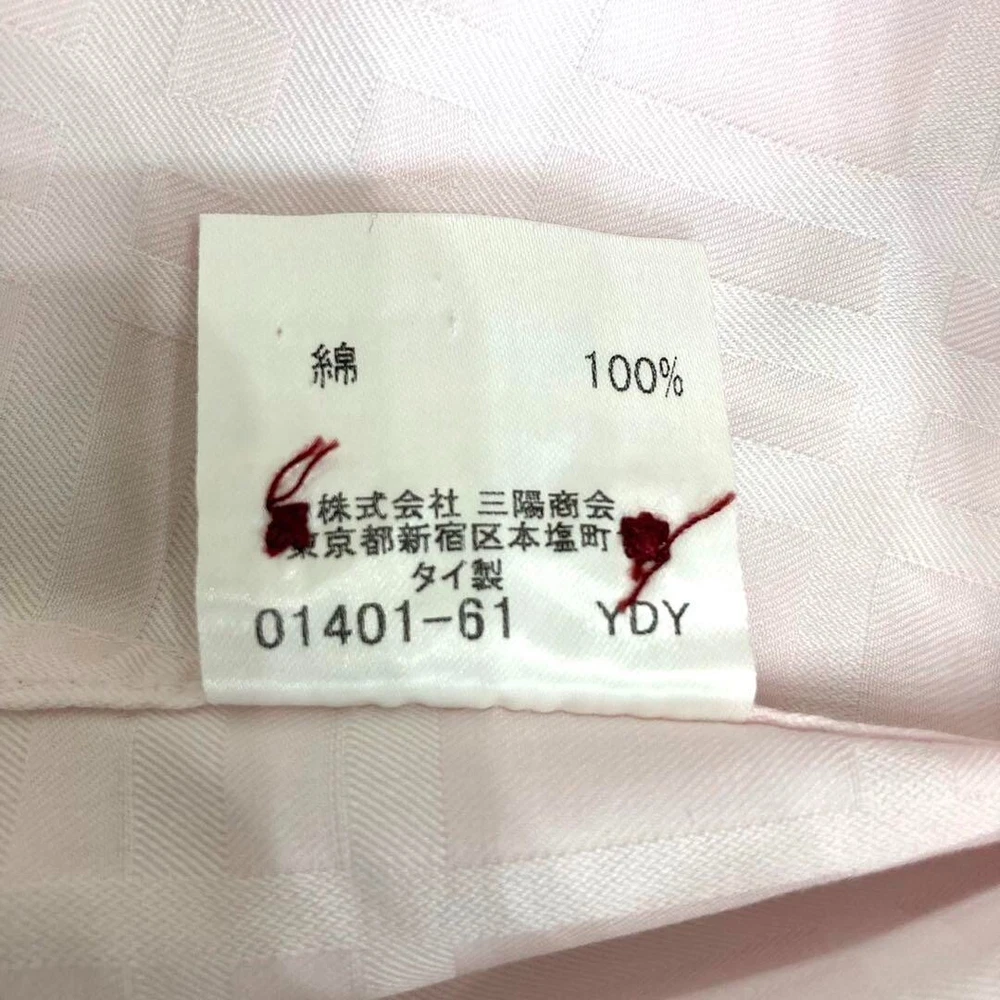 綿 100%
株式会社 三陽商会
東京都新宿区本塩町
タイ製
01401-61 YDY